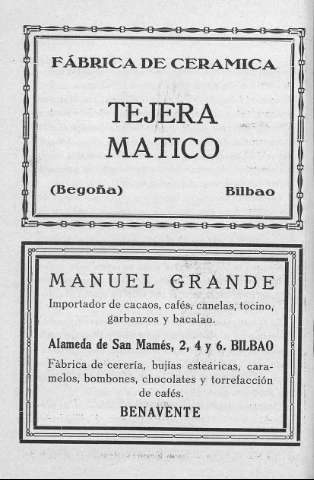 FÁBRICA DE CERAMICA
TEJERA
MATICO
(Begoña) Bilbao
MANUEL GRANDE
Importador de cacaos, cafés, canelas, tocino,
garbanzos y bacalao.
Alameda de San Mamés, 2, 4 y 6. BILBAO
Fàbrica de cerería, bujías esteáricas, cara-
melos, bombones, chocolates y torrefacción
de cafés.
BENAVENTE